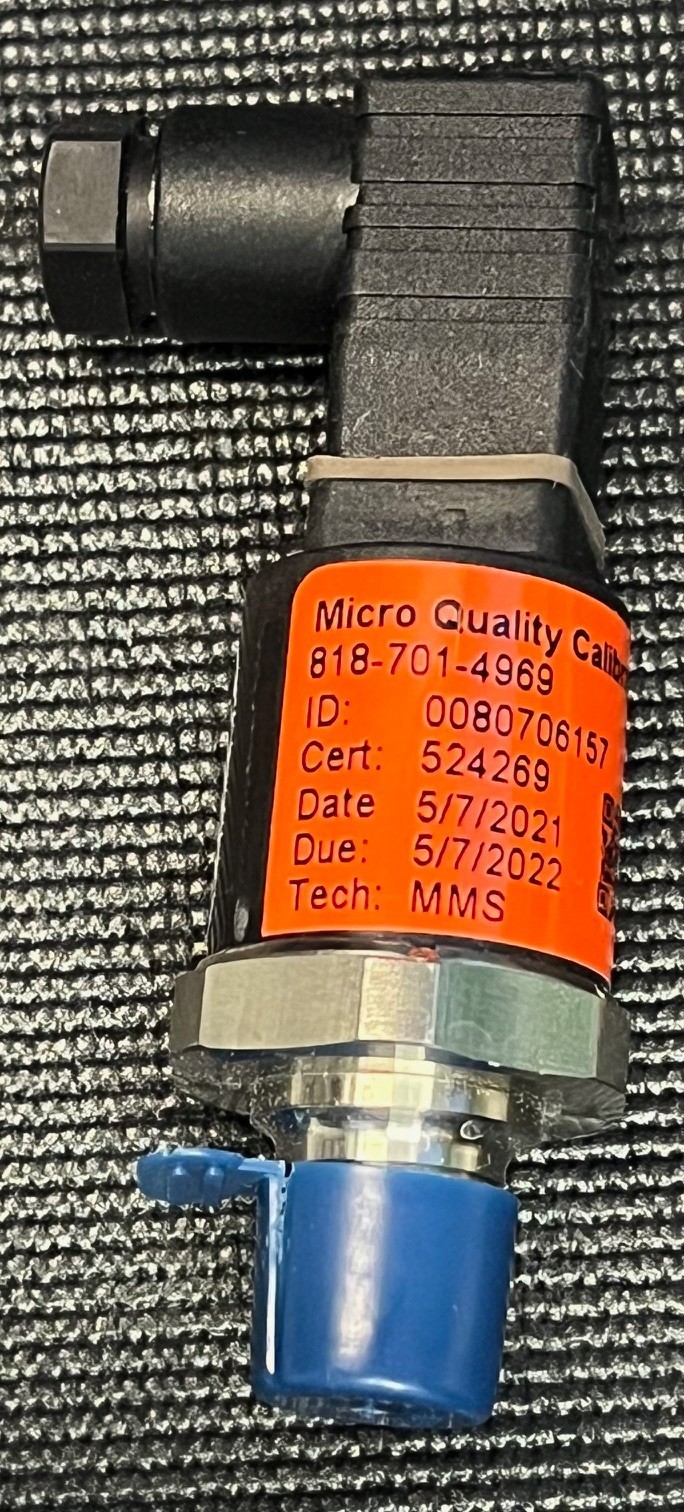 Micro Quality
818-701-4969
ID: 0080706157
Cert: 524269
Date 5/7/2021
Due: 5/7/2022
Tech: MMS